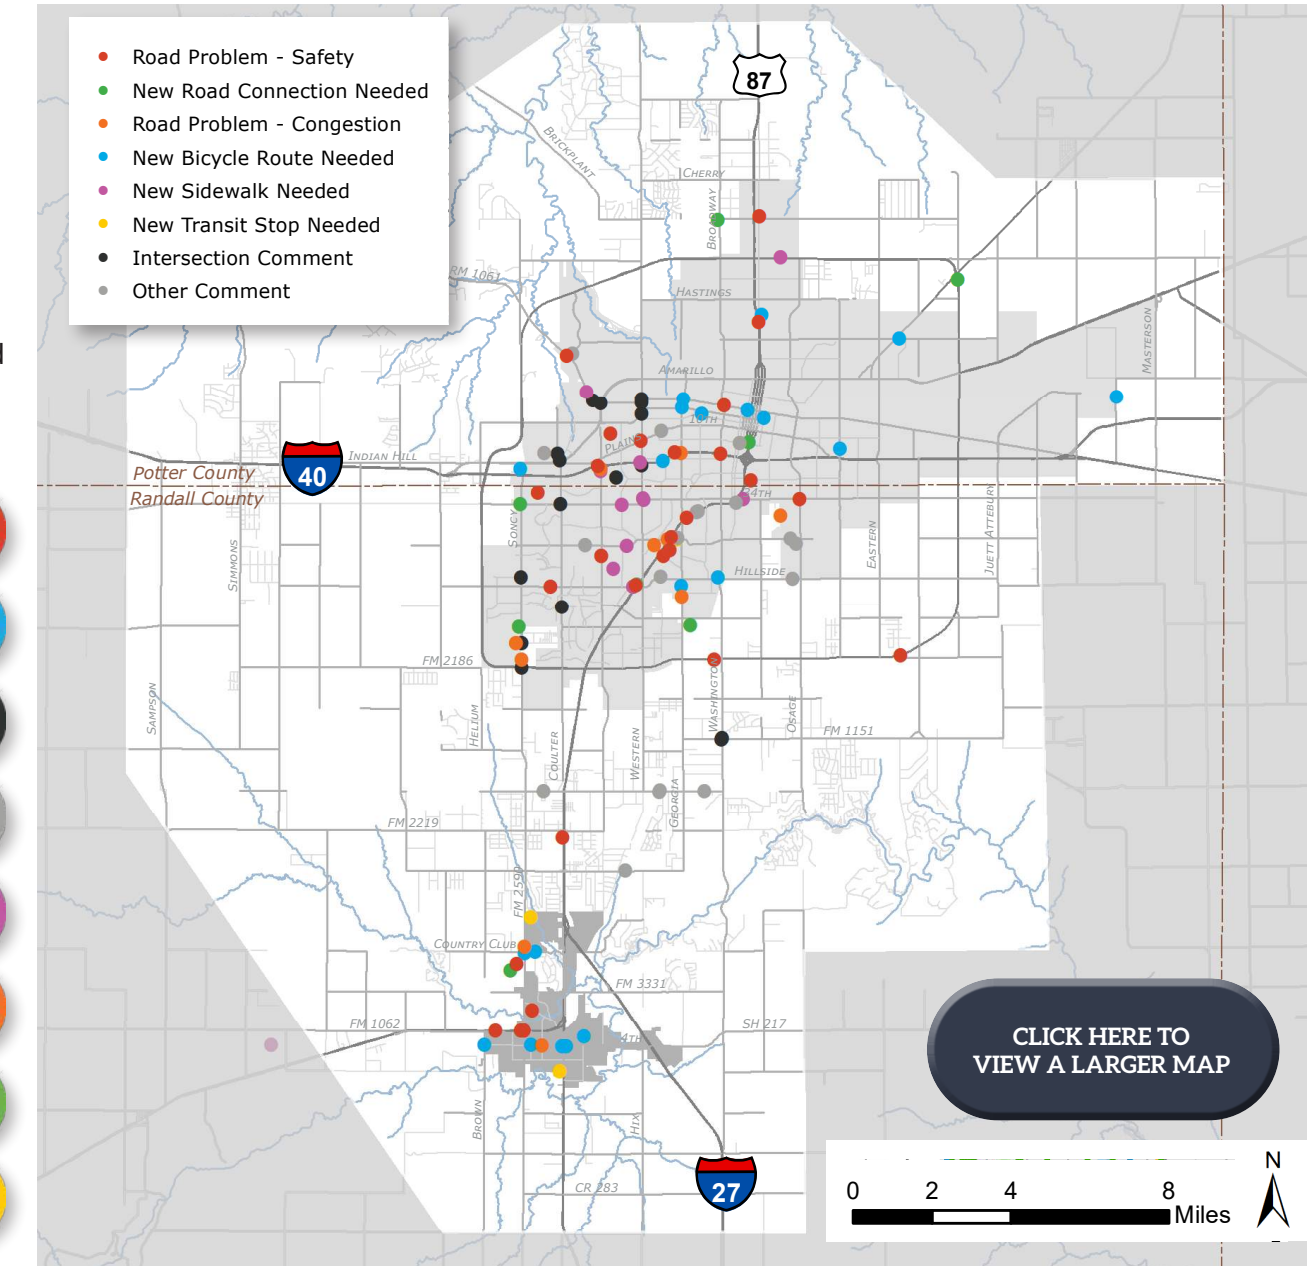 Road Problem - Safety
New Road Connection Needed
Road Problem - Congestion
New Bicycle Route Needed
New Sidewalk Needed
New Transit Stop Needed
Intersection Comment
Other Comment
87
BRICKPLANT
CHERRY
BROADWAY
RM 1061
HASTINGS
MASTERSON
AMARILLO
10TH
PLAINS
INDIAN HILL
40
Potter County
Randall County
34TH
SONCY
SIMMONS
EASTERN
JUETT ATTEBURY
HILLSIDE
FM 2186
SAMPSON
HELIUM
COULTER
WESTERN
WASHINGTON
OSAGE
FM 1151
GEORGIA
FM 2219
FM 2590
COUNTRY CLUB
FM 3331
FM 1062
4TH
SH 217
CLICK HERE TO
VIEW A LARGER MAP
BROWN
HIX
27
CR 283
N
0 2 4 8
Miles